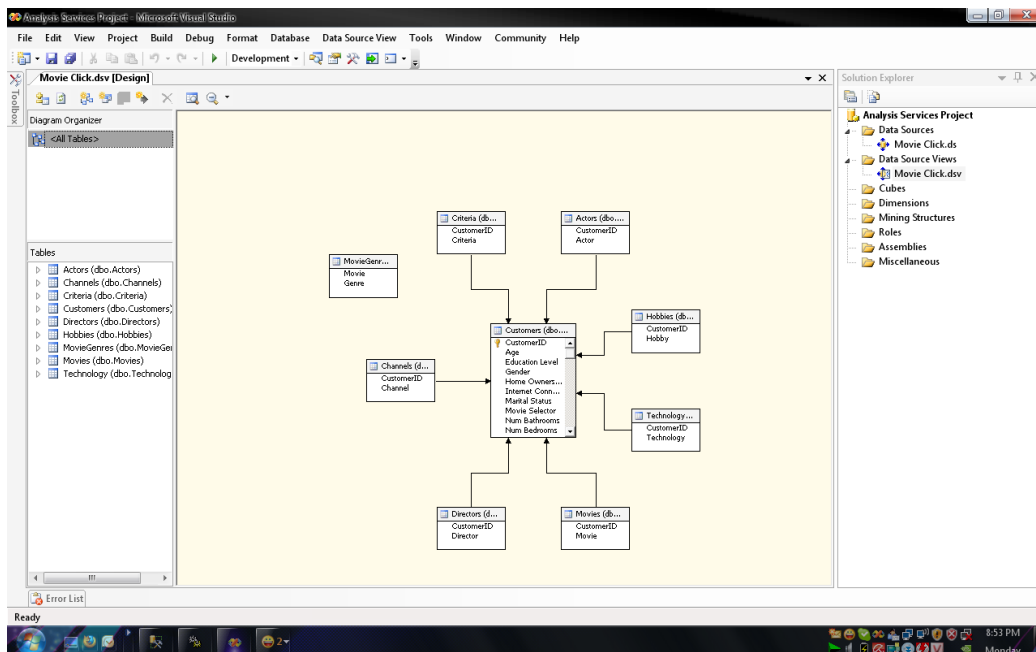 Analysis Services Project - Microsoft Visual Studio
File Edit View Project Build Debug Format Database Data Source View Tools Window Community Help
Development
Toolbox
Movie Click.dsv [Design]
Diagram Organizer
<All Tables>
Tables
Actors (dbo.Actors)
Channels (dbo.Channels)
Criteria (dbo.Criteria)
Customers (dbo.Customers)
Directors (dbo.Directors)
Hobbies (dbo.Hobbies)
MovieGenres (dbo.MovieGer
Movies (dbo.Movies)
Technology (dbo.Technolog
Criteria (db...
CustomerID
Criteria
Actors (dbo....
CustomerID
Actor
MovieGenr...
Movie
Genre
Customers (dbo....
CustomerID
Age
Education Level
Gender
Home Owners...
Internet Conn...
Marital Status
Movie Selector
Num Bathrooms
Num Bedrooms
Hobbies (db...
CustomerID
Hobby
Channels (d...
CustomerID
Channel
Technology...
CustomerID
Technology
Directors (d...
CustomerID
Director
Movies (db...
CustomerID
Movie
Solution Explorer
Analysis Services Project
Data Sources
Movie Click.ds
Data Source Views
Movie Click.dsv
Cubes
Dimensions
Mining Structures
Roles
Assemblies
Miscellaneous
Error List
Ready
2
8:53 PM
Monday